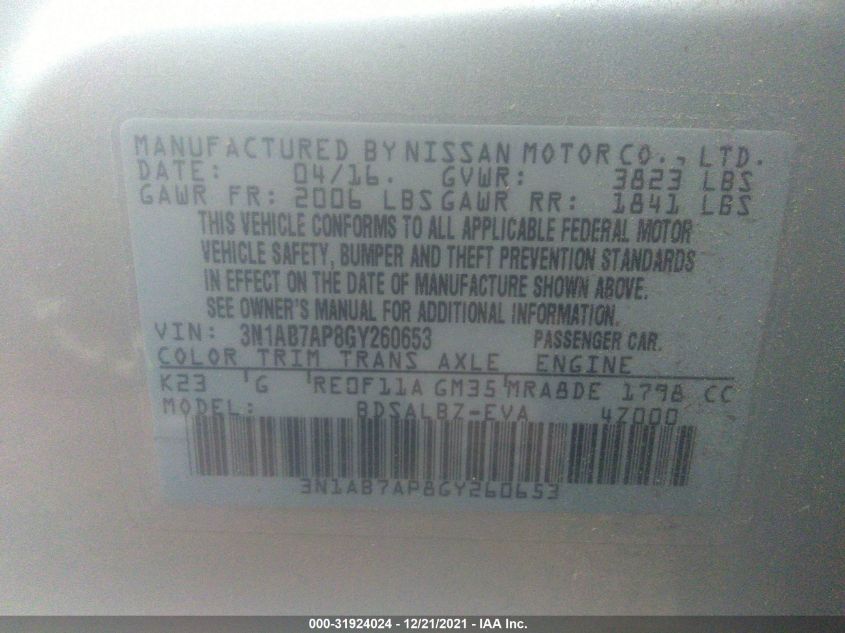 MANUFACTURED BY NISSAN MOTOR CO., LTD.
DATE: 04/16. GVWR: 3823 LBS
GAWR FR: 2006 LBS GAWR RR: 1841 LBS
THIS VEHICLE CONFORMS TO ALL APPLICABLE FEDERAL MOTOR
VEHICLE SAFETY, BUMPER AND THEFT PREVENTION STANDARDS
IN EFFECT ON THE DATE OF MANUFACTURE SHOWN ABOVE.
SEE OWNER'S MANUAL FOR ADDITIONAL INFORMATION.
VIN: 3N1AB7AP8GY260653 PASSENGER CAR.
COLOR TRIM TRANS AXLE ENGINE
K23 G RE0F11A GM35 MRA8DE 1798 CC
MODEL: BDSALBZ-EVA 4Z000
3N1AB7AP8GY260653
000-31924024 - 12/21/2021 - IAA Inc.